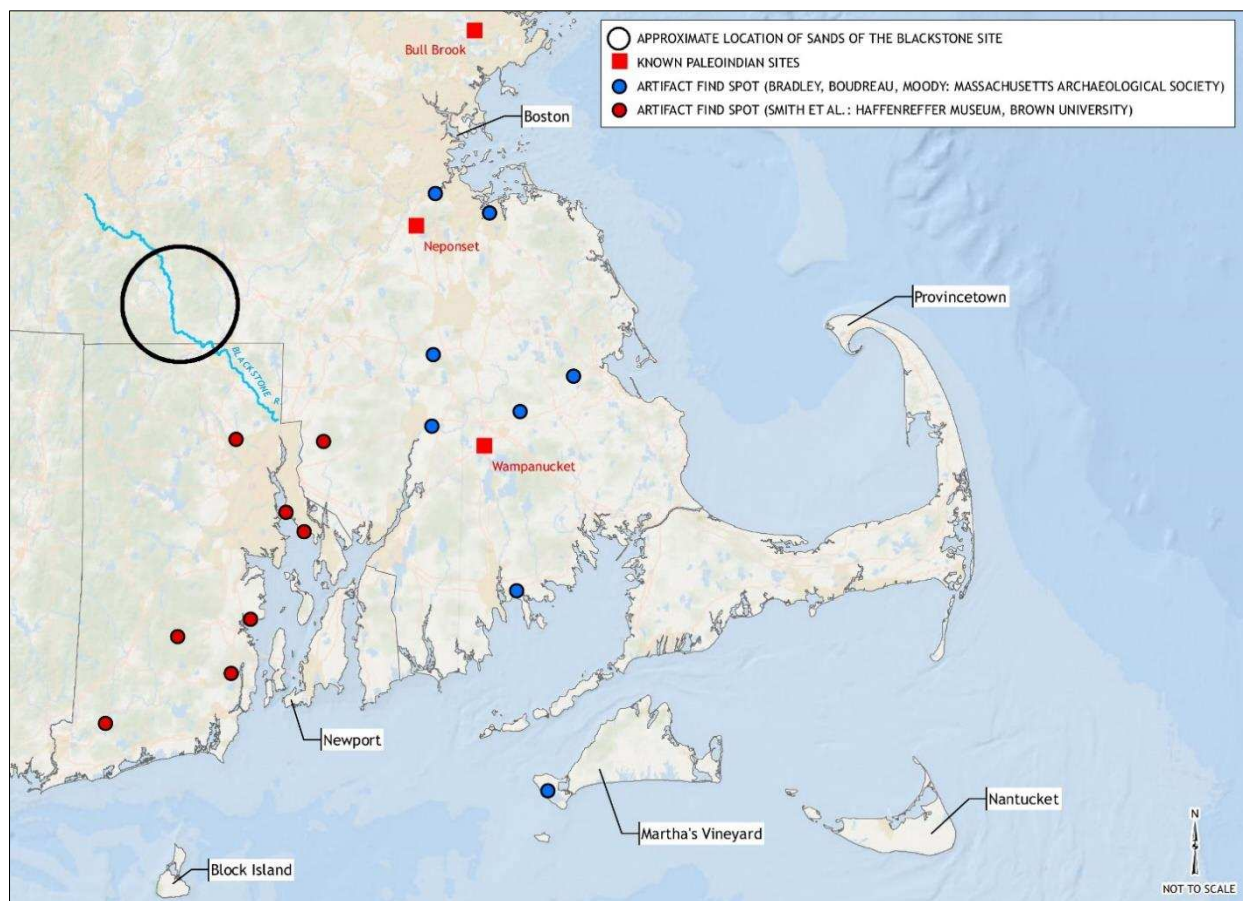 APPROXIMATE LOCATION OF SANDS OF THE BLACKSTONE SITE
KNOWN PALEOINDIAN SITES
ARTIFACT FIND SPOT (BRADLEY, BOUDREAU, MOODY: MASSACHUSETTS ARCHAEOLOGICAL SOCIETY)
ARTIFACT FIND SPOT (SMITH ET AL.: HAFFENREFFER MUSEUM, BROWN UNIVERSITY)
Bull Brook
Boston
Neponset
Provincetown
BLACKSTONE R.
Wampanucket
Newport
Nantucket
Martha's Vineyard
Block Island
N
NOT TO SCALE